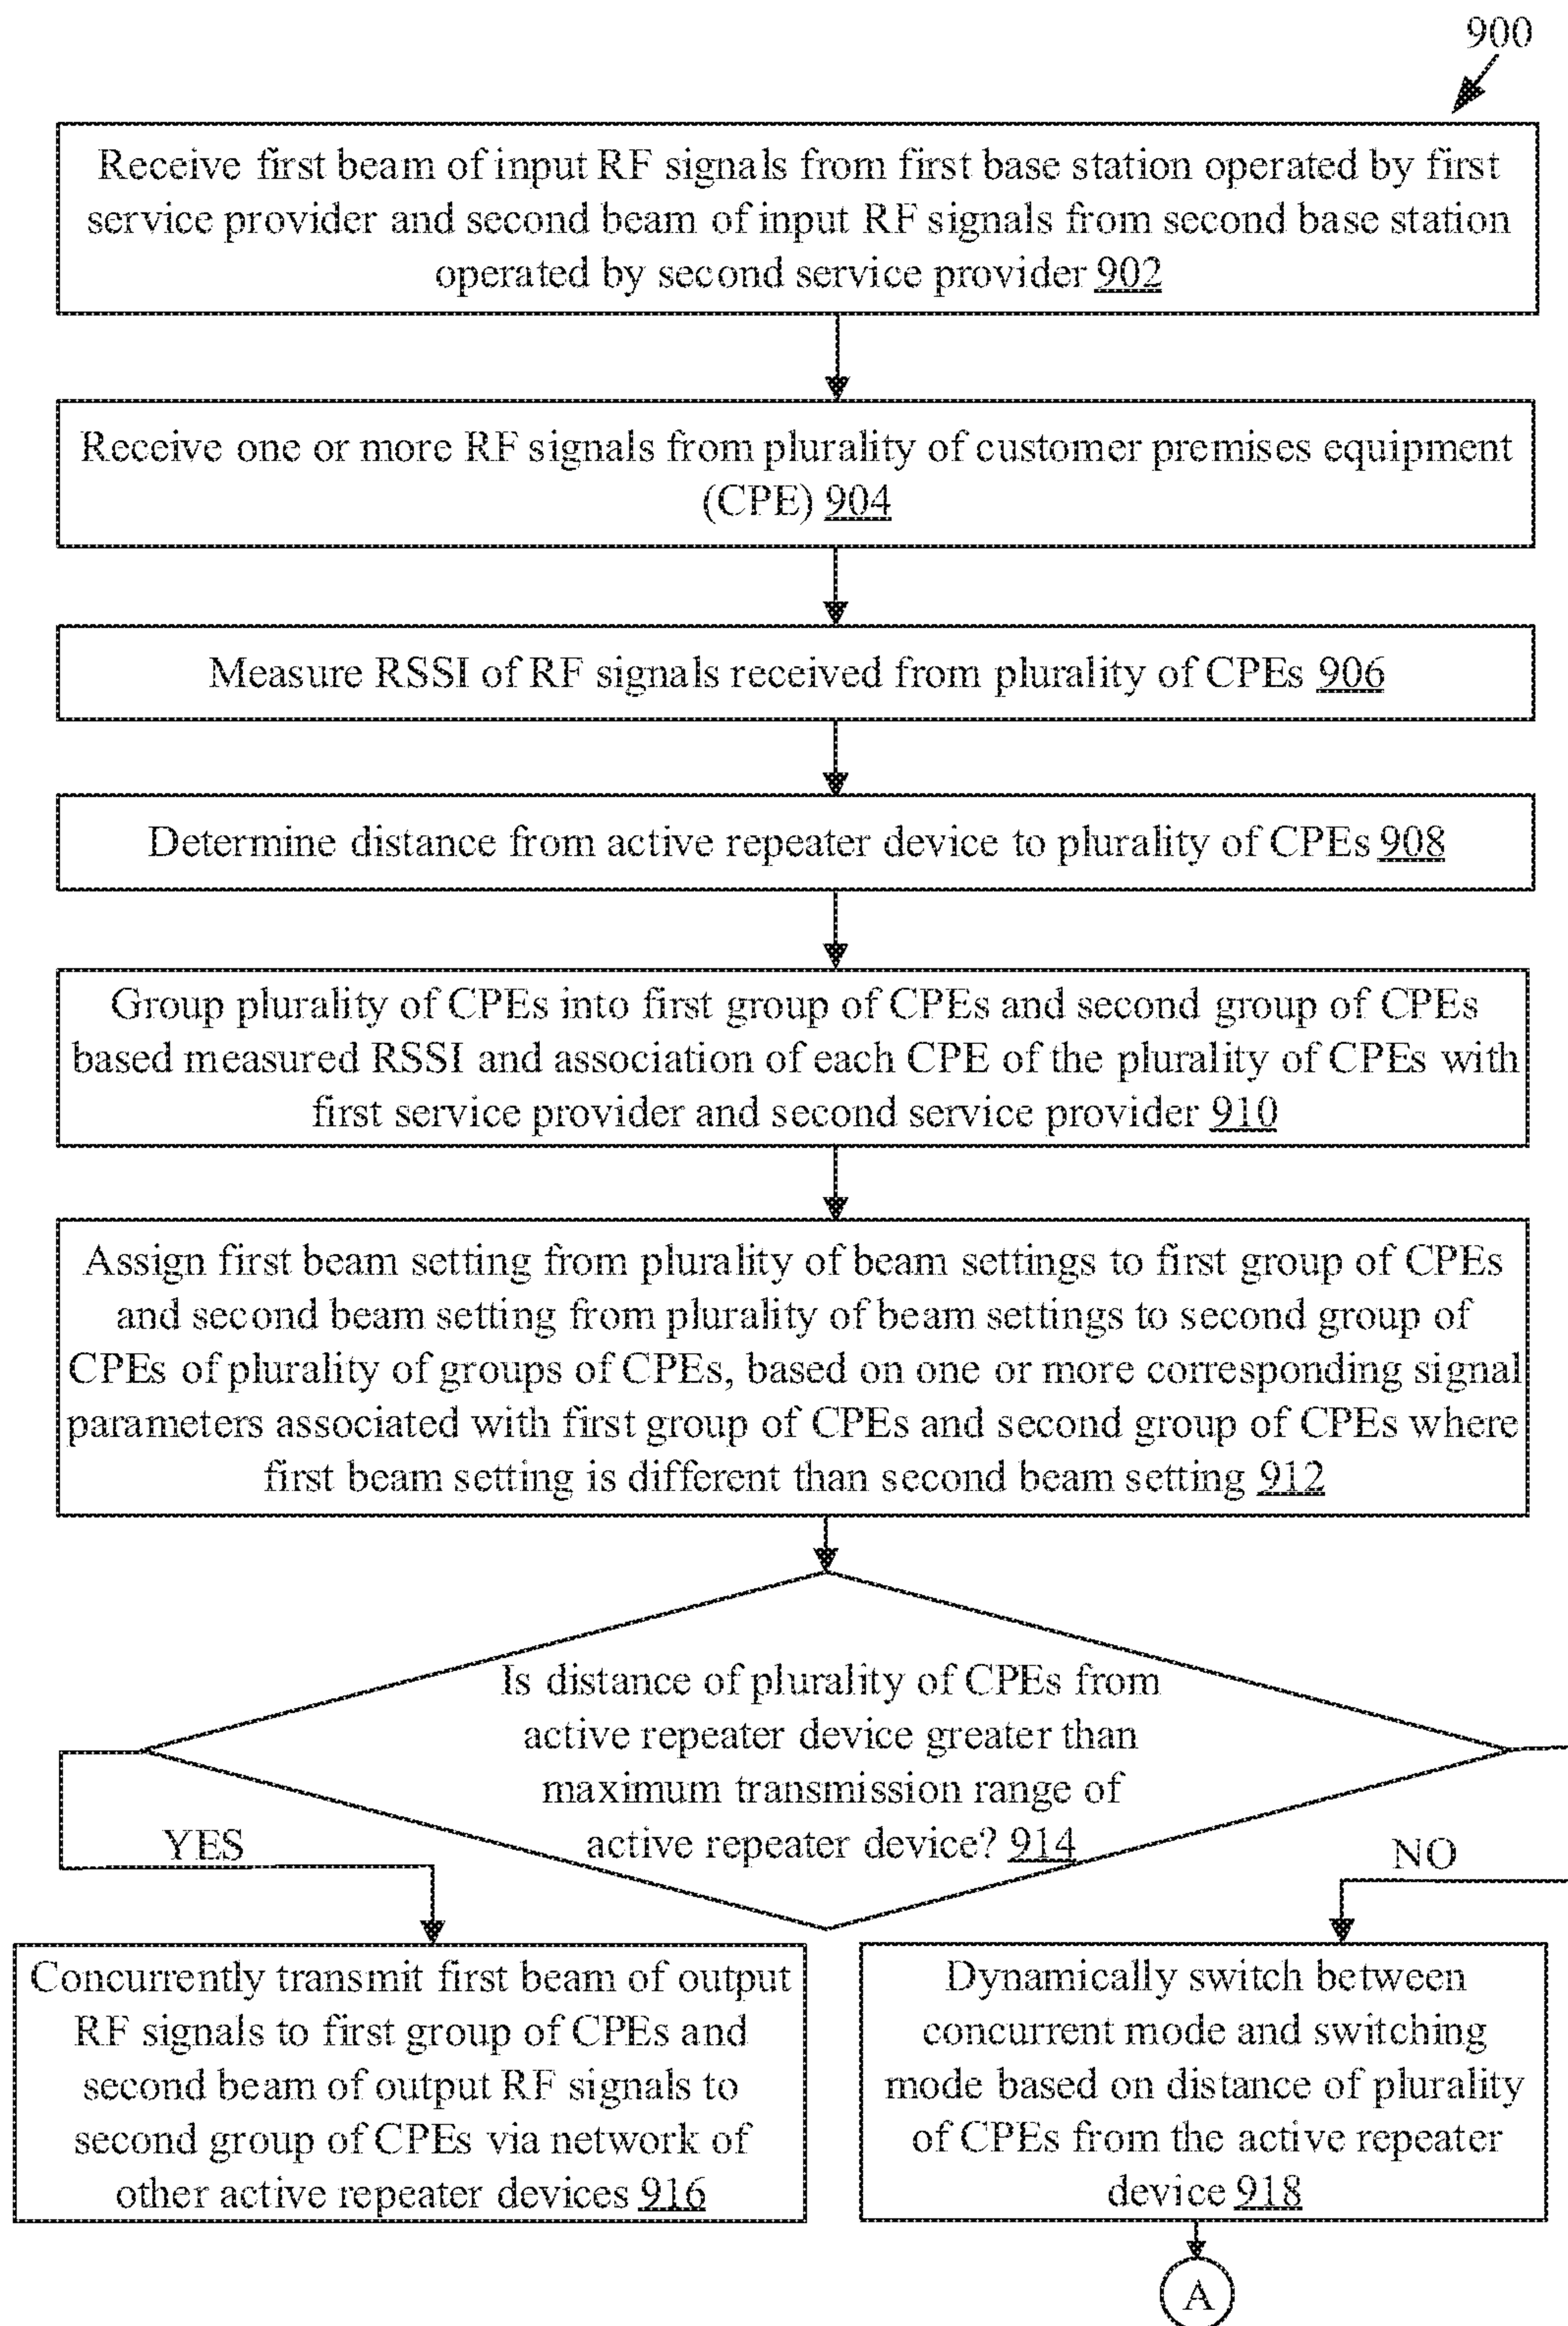 900
Receive first beam of input RF signals from first base station operated by first
service provider and second beam of input RF signals from second base station
operated by second service provider 902
Receive one or more RF signals from plurality of customer premises equipment
(CPE) 904
Measure RSSI of RF signals received from plurality of CPEs 906
Determine distance from active repeater device to plurality of CPEs 908
Group plurality of CPEs into first group of CPEs and second group of CPEs
based measured RSSI and association of each CPE of the plurality of CPEs with
first service provider and second service provider 910
Assign first beam setting from plurality of beam settings to first group of CPEs
and second beam setting from plurality of beam settings to second group of
CPEs of plurality of groups of CPEs, based on one or more corresponding signal
parameters associated with first group of CPEs and second group of CPEs where
first beam setting is different than second beam setting 912
Is distance of plurality of CPEs from
active repeater device greater than
maximum transmission range of
active repeater device? 914
YES
NO
Concurrently transmit first beam of output
RF signals to first group of CPEs and
second beam of output RF signals to
second group of CPEs via network of
other active repeater devices 916
Dynamically switch between
concurrent mode and switching
mode based on distance of plurality
of CPEs from the active repeater
device 918
A